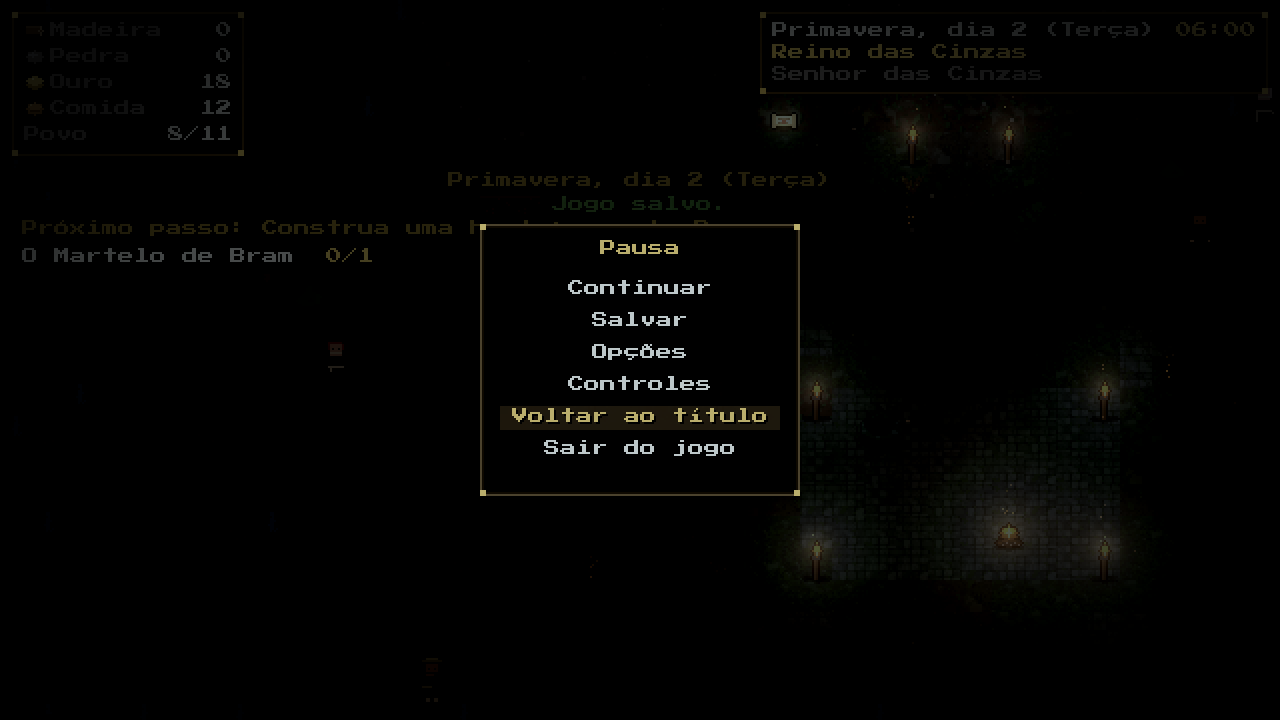 Madeira 0
Pedra 0
Ouro 18
Comida 12
Povo 8/11
Primavera, dia 2 (Terça) 06:00
Reino das Cinzas
Senhor das Cinzas
Primavera, dia 2 (Terça)
Jogo salvo.
Próximo passo: Construa uma
O Martelo de Bram 0/1
Pausa
Continuar
Salvar
Opções
Controles
Voltar ao título
Sair do jogo